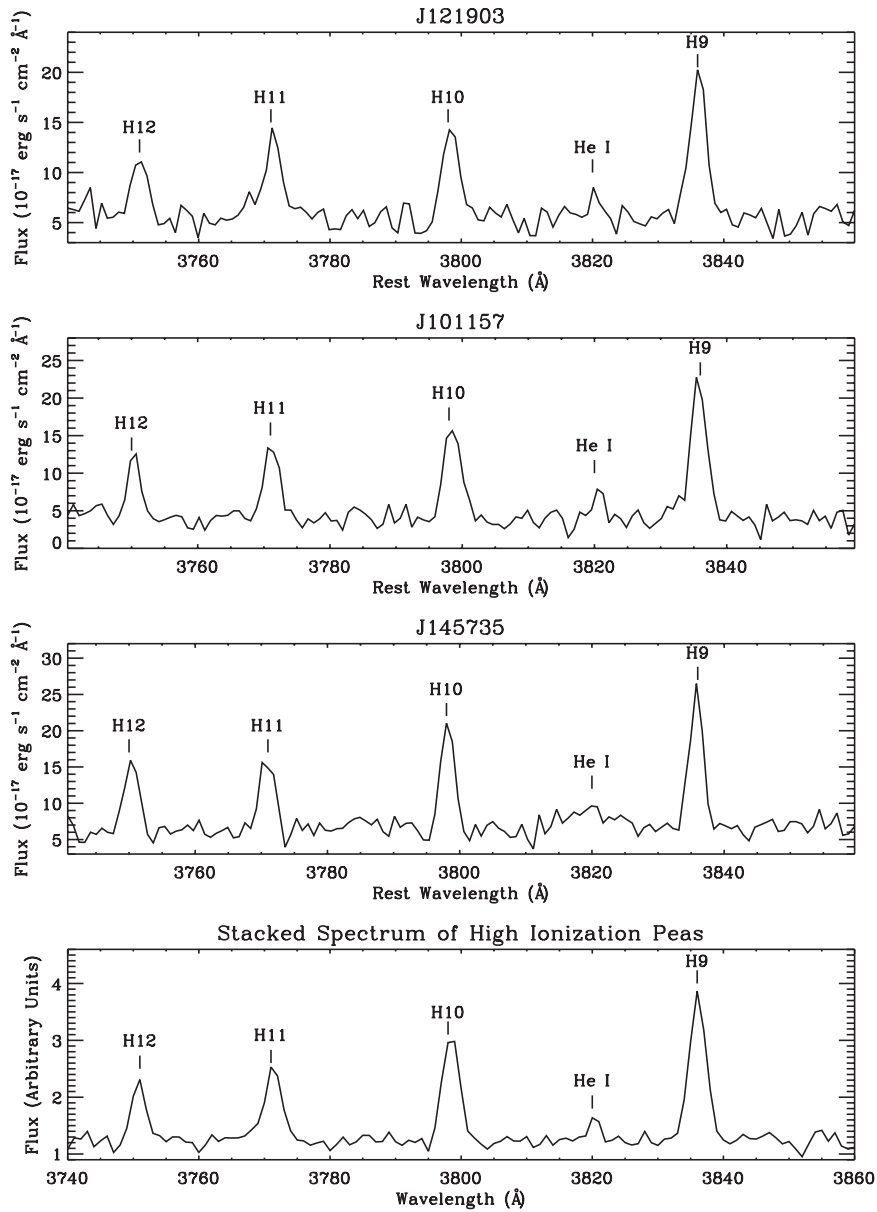 J121903
Flux (10⁻¹⁷ erg s⁻¹ cm⁻² Å⁻¹)
20
15
10
5
H12
H11
H10
He I
H9
3760
3780
3800
3820
3840
Rest Wavelength (Å)
J101157
Flux (10⁻¹⁷ erg s⁻¹ cm⁻² Å⁻¹)
25
20
15
10
5
0
H12
H11
H10
He I
H9
3760
3780
3800
3820
3840
Rest Wavelength (Å)
J145735
Flux (10⁻¹⁷ erg s⁻¹ cm⁻² Å⁻¹)
30
25
20
15
10
5
H12
H11
H10
He I
H9
3760
3780
3800
3820
3840
Rest Wavelength (Å)
Stacked Spectrum of High Ionization Peas
Flux (Arbitrary Units)
4
3
2
1
H12
H11
H10
He I
H9
3740
3760
3780
3800
3820
3840
3860
Wavelength (Å)